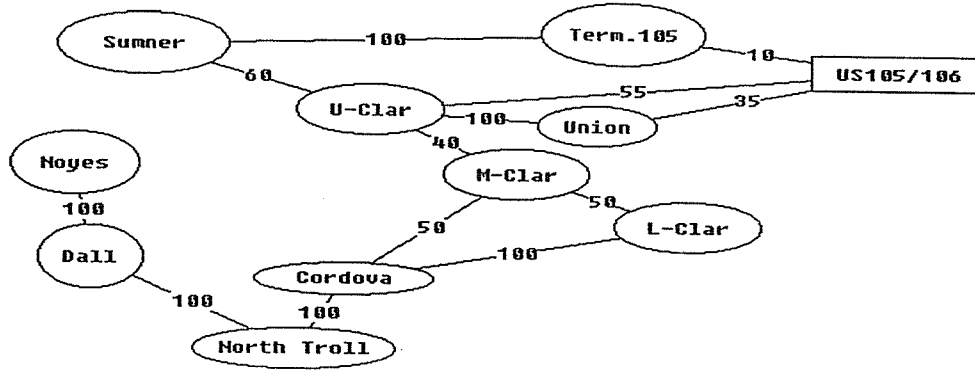 Sumner
100
Term.105
10
US105/106
60
55
35
U-Clar
100
Union
40
Noyes
M-Clar
100
50
50
L-Clar
Dall
100
Cordova
100
100
North Troll